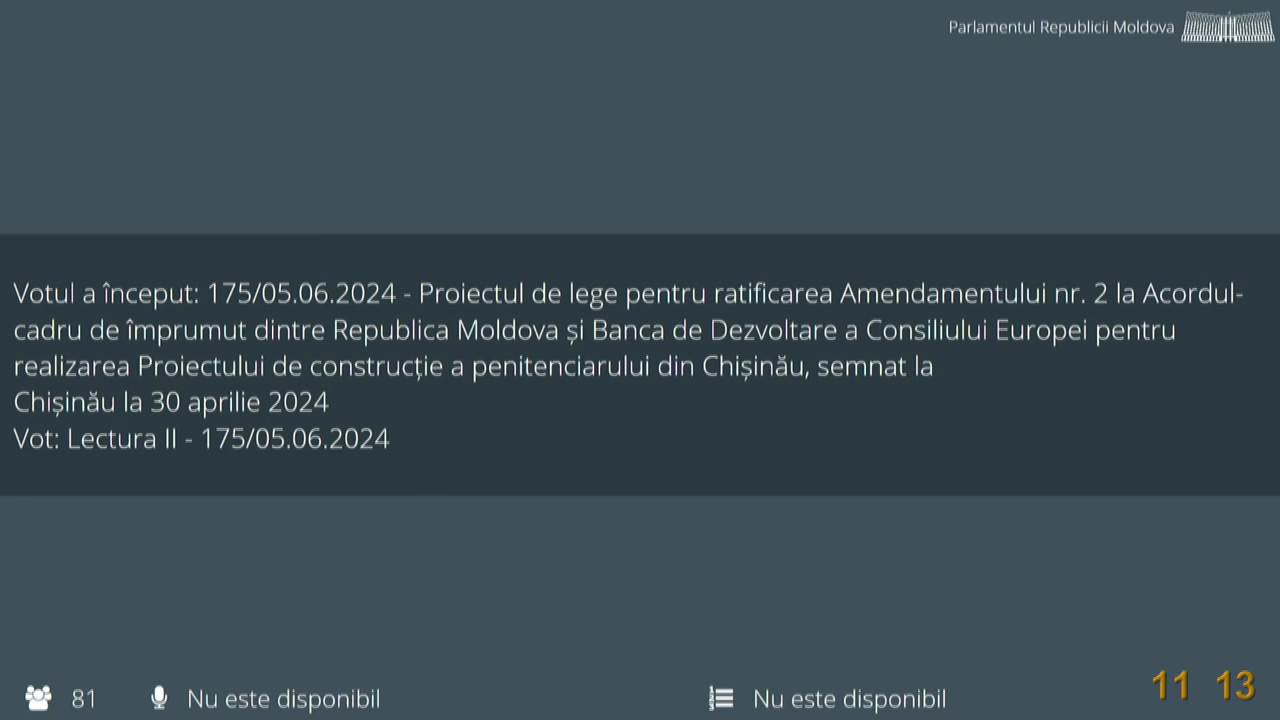 Parlamentul Republicii Moldova
Votul a început: 175/05.06.2024 - Proiectul de lege pentru ratificarea Amendamentului nr. 2 la Acordul-
cadru de împrumut dintre Republica Moldova și Banca de Dezvoltare a Consiliului Europei pentru
realizarea Proiectului de construcție a penitenciarului din Chișinău, semnat la
Chișinău la 30 aprilie 2024
Vot: Lectura II - 175/05.06.2024
81 Nu este disponibil Nu este disponibil
11 13